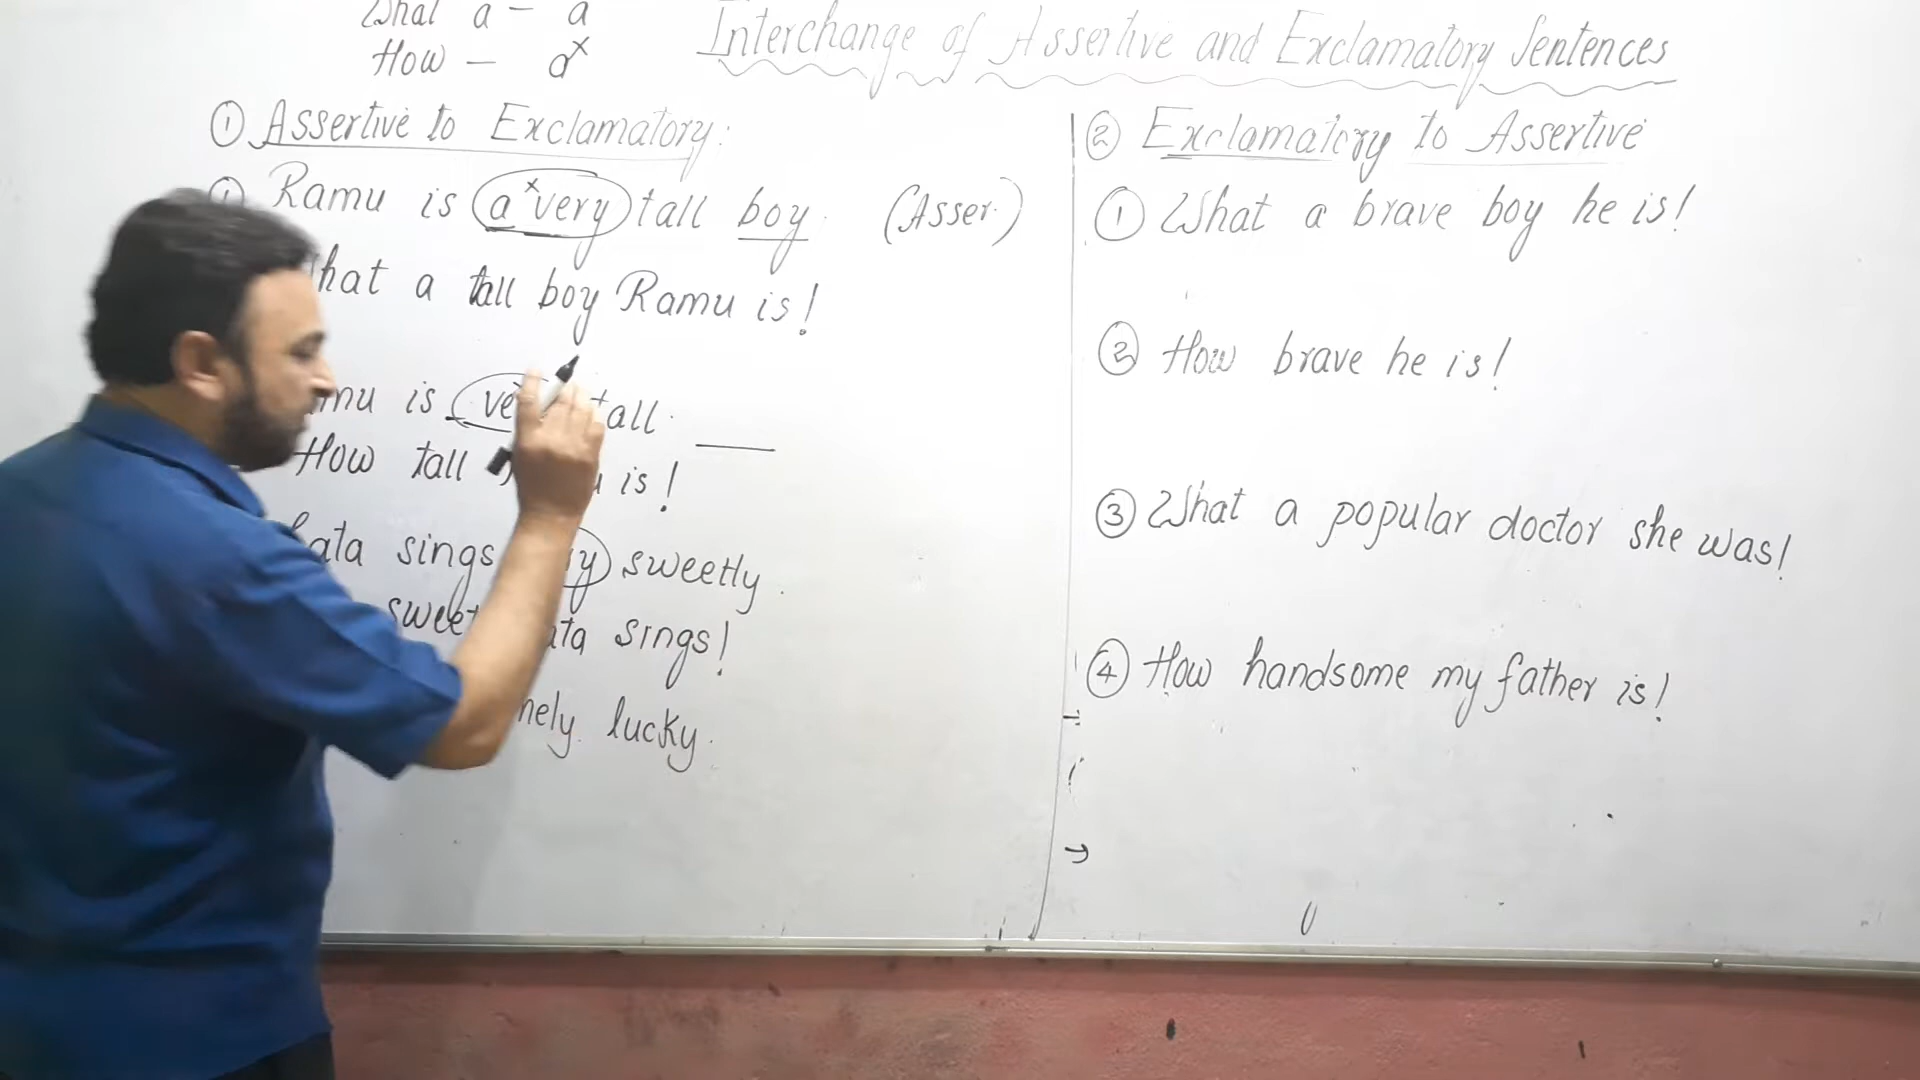 What a - a
How - a x
Interchange of Assertive and Exclamatory Sentences
① Assertive to Exclamatory:
① Ramu is a x very tall boy. (Asser.)
hat a tall boy Ramu is!
mu is ve tall.
How tall is!
ata sings y sweetly.
sweet ata sings!
nely lucky.
② Exclamatory to Assertive
① What a brave boy he is!
② How brave he is!
③ What a popular doctor she was!
④ How handsome my father is!